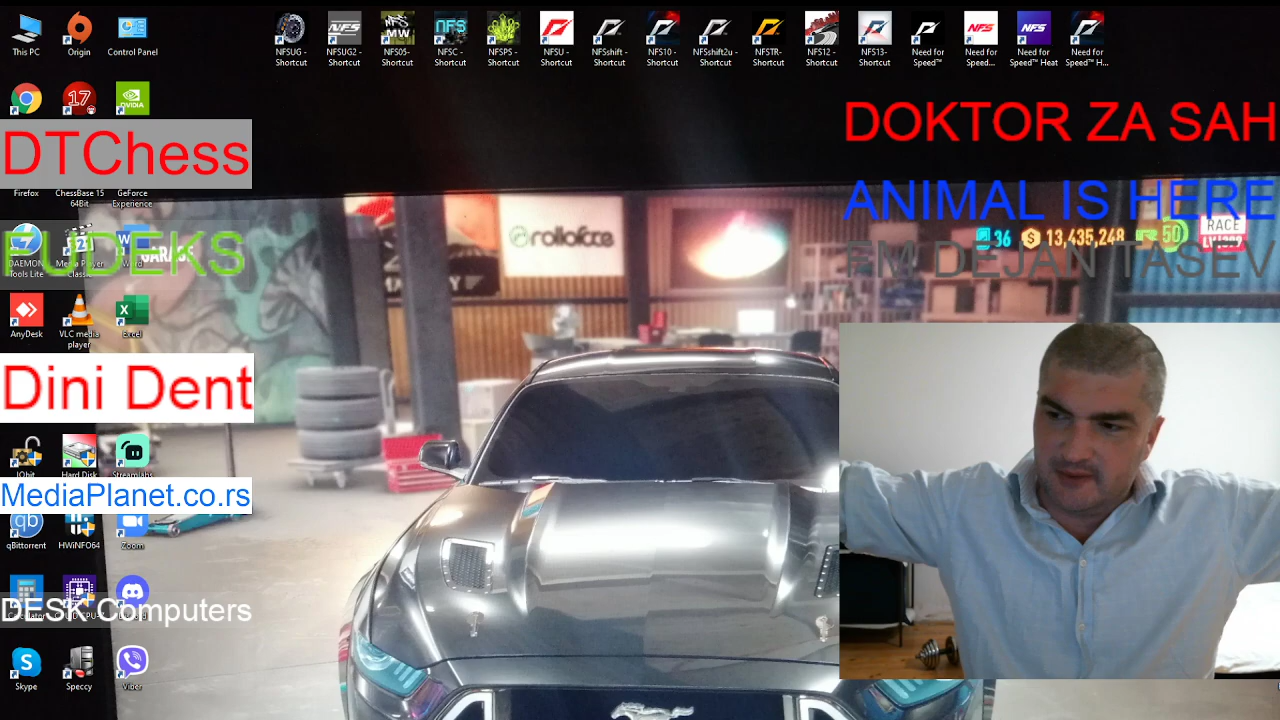 This PC
Origin
Control Panel
NFSUG - Shortcut
NFSUG2 - Shortcut
NFS05- Shortcut
NFSC - Shortcut
NFSPS - Shortcut
NFSU - Shortcut
NFSshift - Shortcut
NFS10 - Shortcut
NFSshift2u - Shortcut
NFSTR- Shortcut
NFS12 - Shortcut
NFS13- Shortcut
Need for Speed™
Need for Speed...
Need for Speed™ Heat
Need for Speed™ H...
DOKTOR ZA SAH
DTChess
Firefox
ChessBase 15 64Bit
GeForce Experience
ANIMAL IS HERE
FM DEJAN TASEV
PUDEKS
GARAGE
rolloface
36
13,435,248
50
RACE
DAEMON Tools Lite
Media Player Classic
Word
AnyDesk
VLC media player
Excel
Dini Dent
IObit
Hard Disk
Streamlabs
MediaPlanet.co.rs
qBittorrent
HWiNFO64
Zoom
DESK Computers
Skype
Speccy
Viber